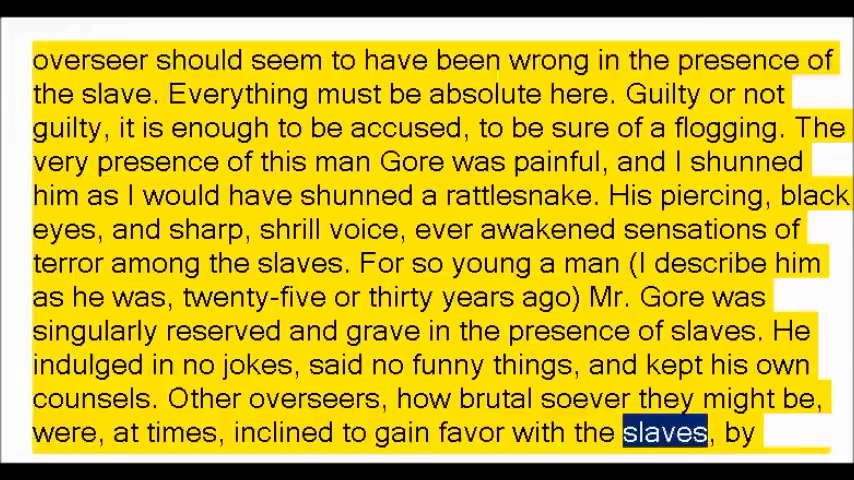 overseer should seem to have been wrong in the presence of
the slave. Everything must be absolute here. Guilty or not
guilty, it is enough to be accused, to be sure of a flogging. The
very presence of this man Gore was painful, and I shunned
him as I would have shunned a rattlesnake. His piercing, black
eyes, and sharp, shrill voice, ever awakened sensations of
terror among the slaves. For so young a man (I describe him
as he was, twenty-five or thirty years ago) Mr. Gore was
singularly reserved and grave in the presence of slaves. He
indulged in no jokes, said no funny things, and kept his own
counsels. Other overseers, how brutal soever they might be,
were, at times, inclined to gain favor with the slaves, by